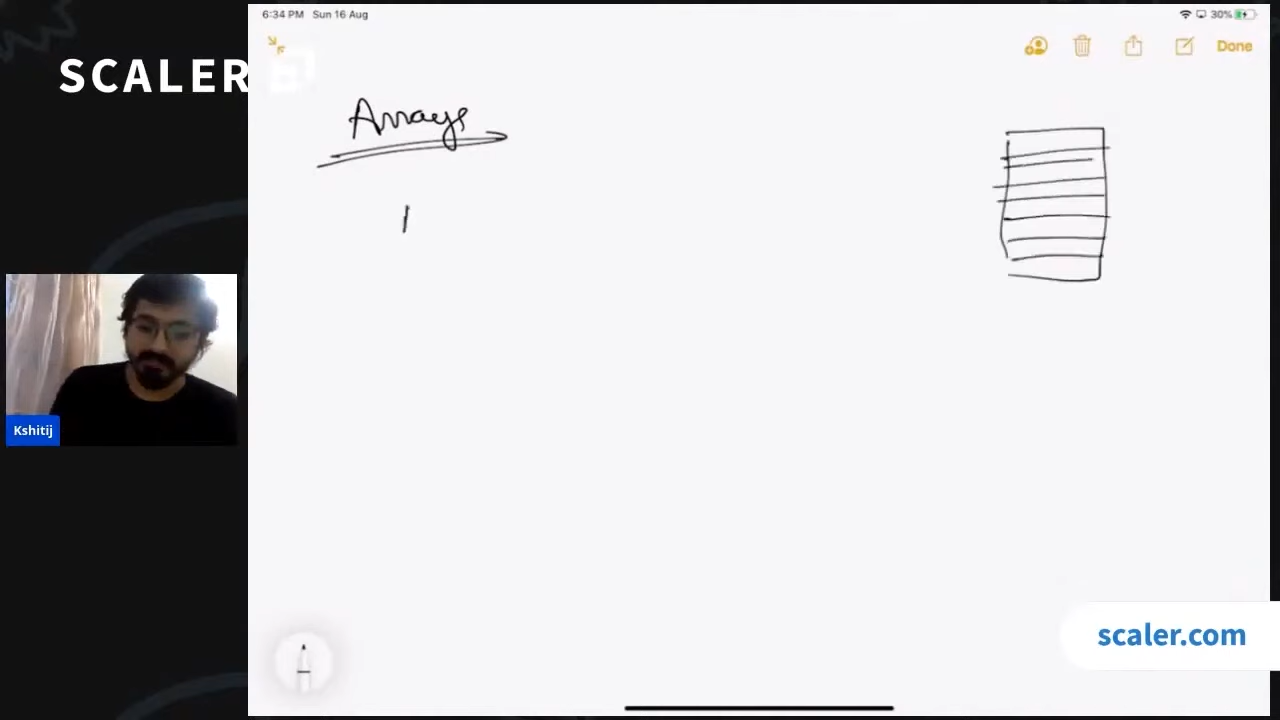 6:34 PM Sun 16 Aug
30%
SCALER
Done
Arrays
Kshitij
scaler.com